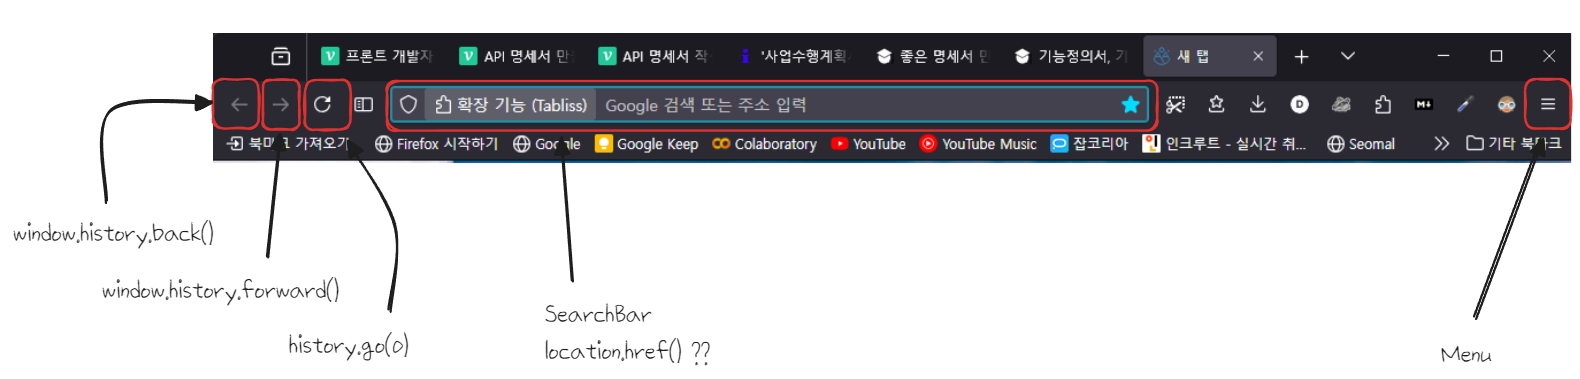 프론트 개발자
API 명세서 만
API 명세서 작
'사업수행계획
좋은 명세서 만
기능정의서, 기
새 탭
확장 기능 (Tabliss)
Google 검색 또는 주소 입력
D
M↓
북마크 가져오기
Firefox 시작하기
Google
Google Keep
Colaboratory
YouTube
YouTube Music
잡코리아
인크루트 - 실시간 취...
Seomal
기타 북마크
window.history.back()
window.history.forward()
history.go(0)
SearchBar
location.href() ??
Menu